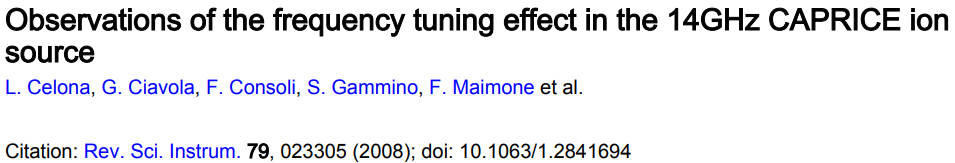 Observations of the frequency tuning effect in the 14GHz CAPRICE ion
source
L. Celona, G. Ciavola, F. Consoli, S. Gammino, F. Maimone et al.
Citation: Rev. Sci. Instrum. 79, 023305 (2008); doi: 10.1063/1.2841694